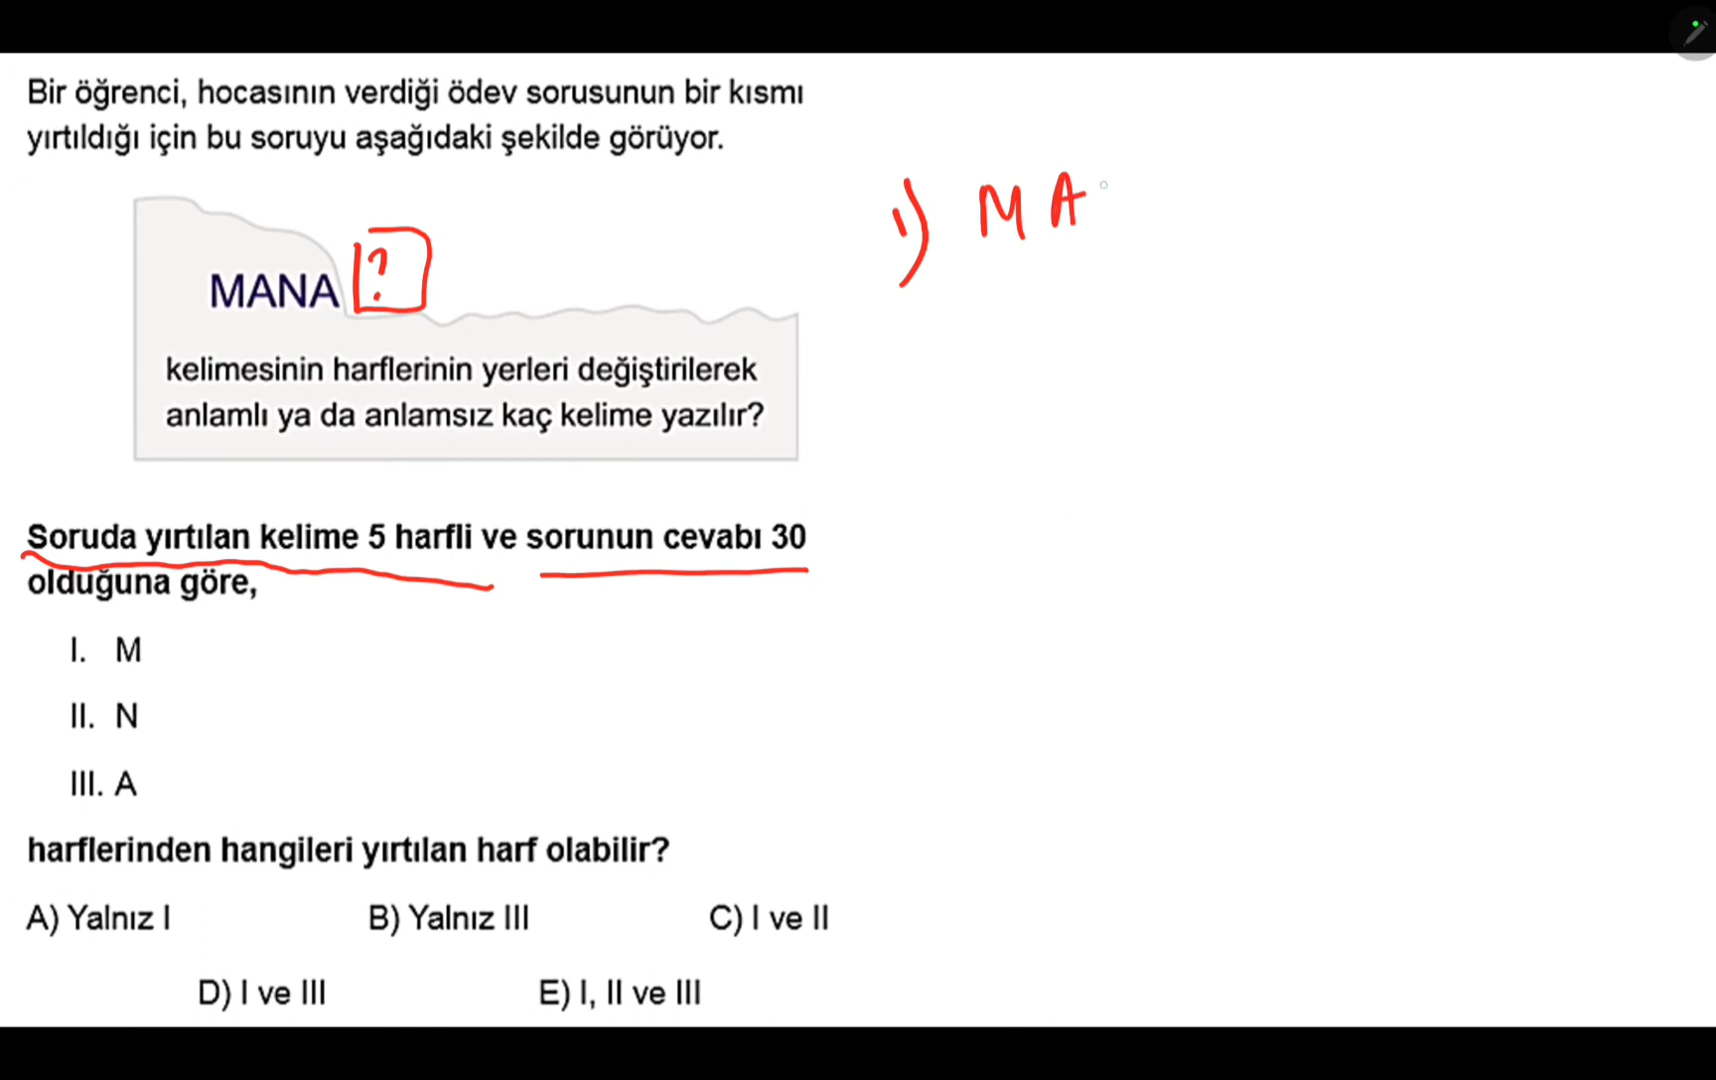 Bir öğrenci, hocasının verdiği ödev sorusunun bir kısmı
yırtıldığı için bu soruyu aşağıdaki şekilde görüyor.
MANA ?
kelimesinin harflerinin yerleri değiştirilerek
anlamlı ya da anlamsız kaç kelime yazılır?
Soruda yırtılan kelime 5 harfli ve sorunun cevabı 30
olduğuna göre,
I. M
II. N
III. A
harflerinden hangileri yırtılan harf olabilir?
A) Yalnız I B) Yalnız III C) I ve II
D) I ve III E) I, II ve III
1) M A